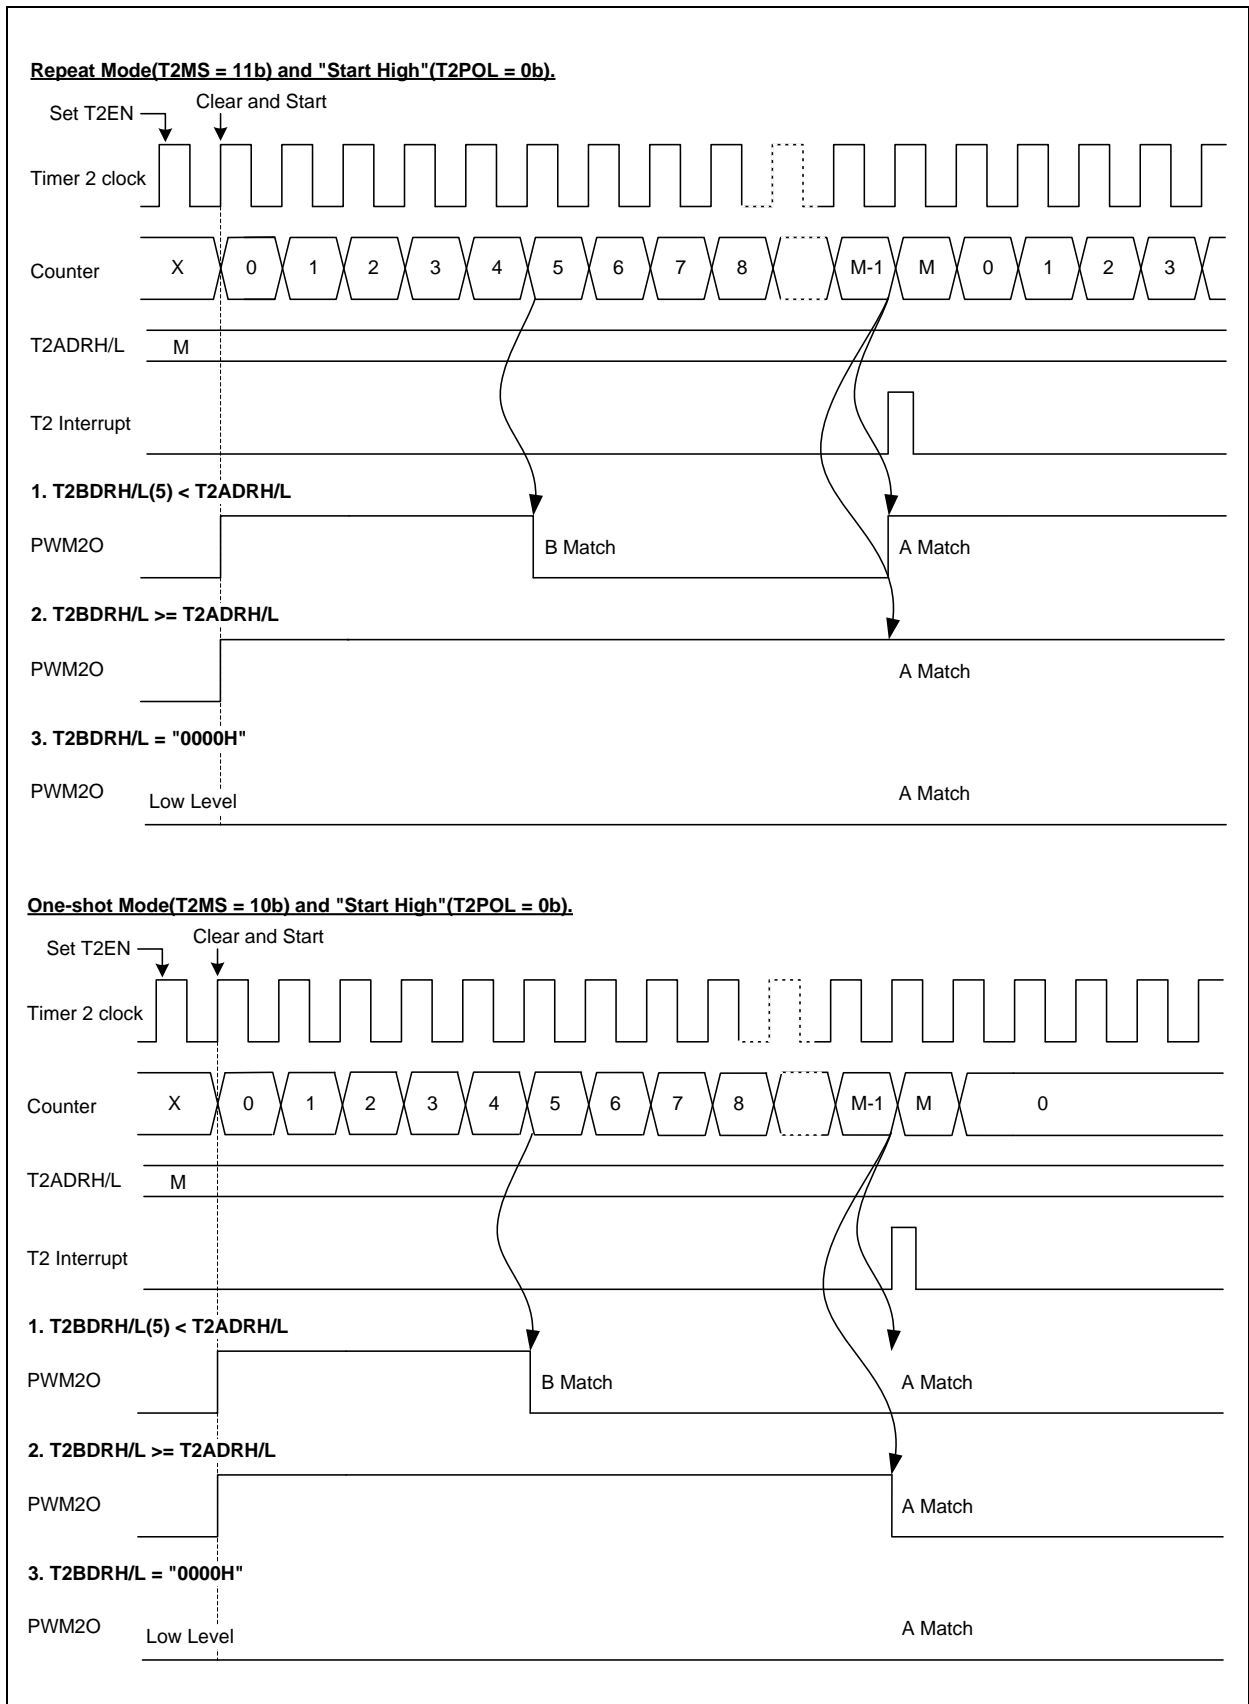 Repeat Mode(T2MS = 11b) and "Start High"(T2POL = 0b).
Set T2EN
Clear and Start
Timer 2 clock
Counter X 0 1 2 3 4 5 6 7 8 M-1 M 0 1 2 3
T2ADRH/L M
T2 Interrupt
1. T2BDRH/L(5) < T2ADRH/L
PWM2O B Match A Match
2. T2BDRH/L >= T2ADRH/L
PWM2O A Match
3. T2BDRH/L = "0000H"
PWM2O Low Level A Match
One-shot Mode(T2MS = 10b) and "Start High"(T2POL = 0b).
Set T2EN
Clear and Start
Timer 2 clock
Counter X 0 1 2 3 4 5 6 7 8 M-1 M 0
T2ADRH/L M
T2 Interrupt
1. T2BDRH/L(5) < T2ADRH/L
PWM2O B Match A Match
2. T2BDRH/L >= T2ADRH/L
PWM2O A Match
3. T2BDRH/L = "0000H"
PWM2O Low Level A Match